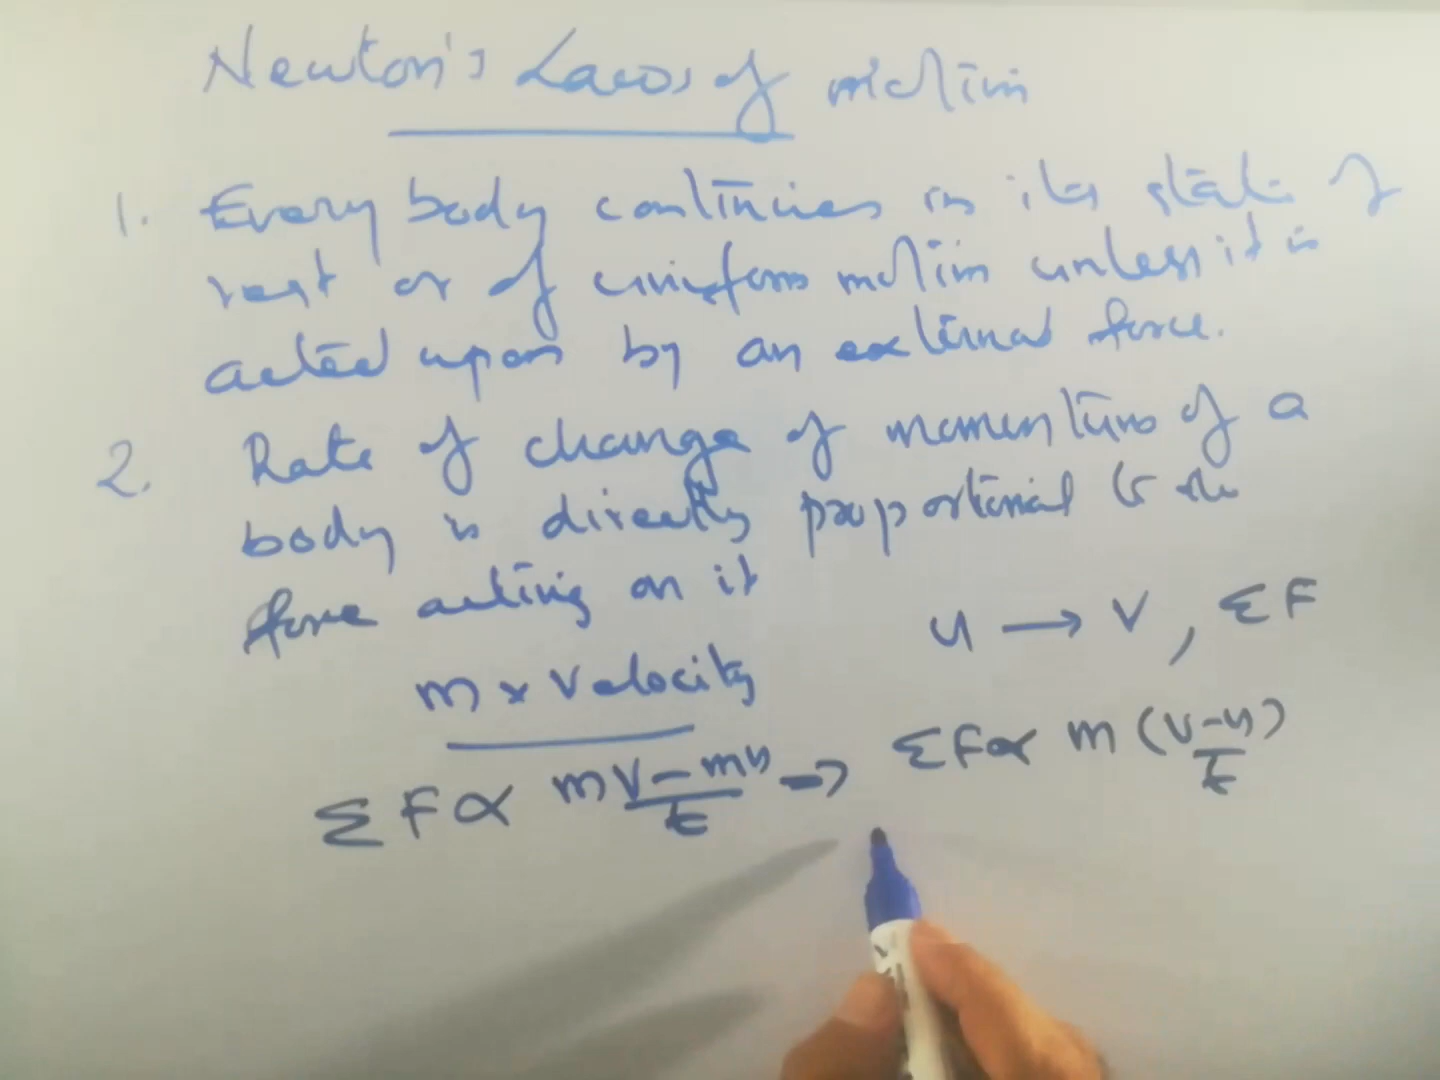 Newton's Laws of motion
1. Every body continues in its state of
rest or of uniform motion unless it is
acted upon by an external force.
2. Rate of change of momentum of a
body is directly proportional to the
force acting on it
u → v, ΣF
m x velocity
ΣF ∝ mv - mu / t → ΣF ∝ m (v-u) / t